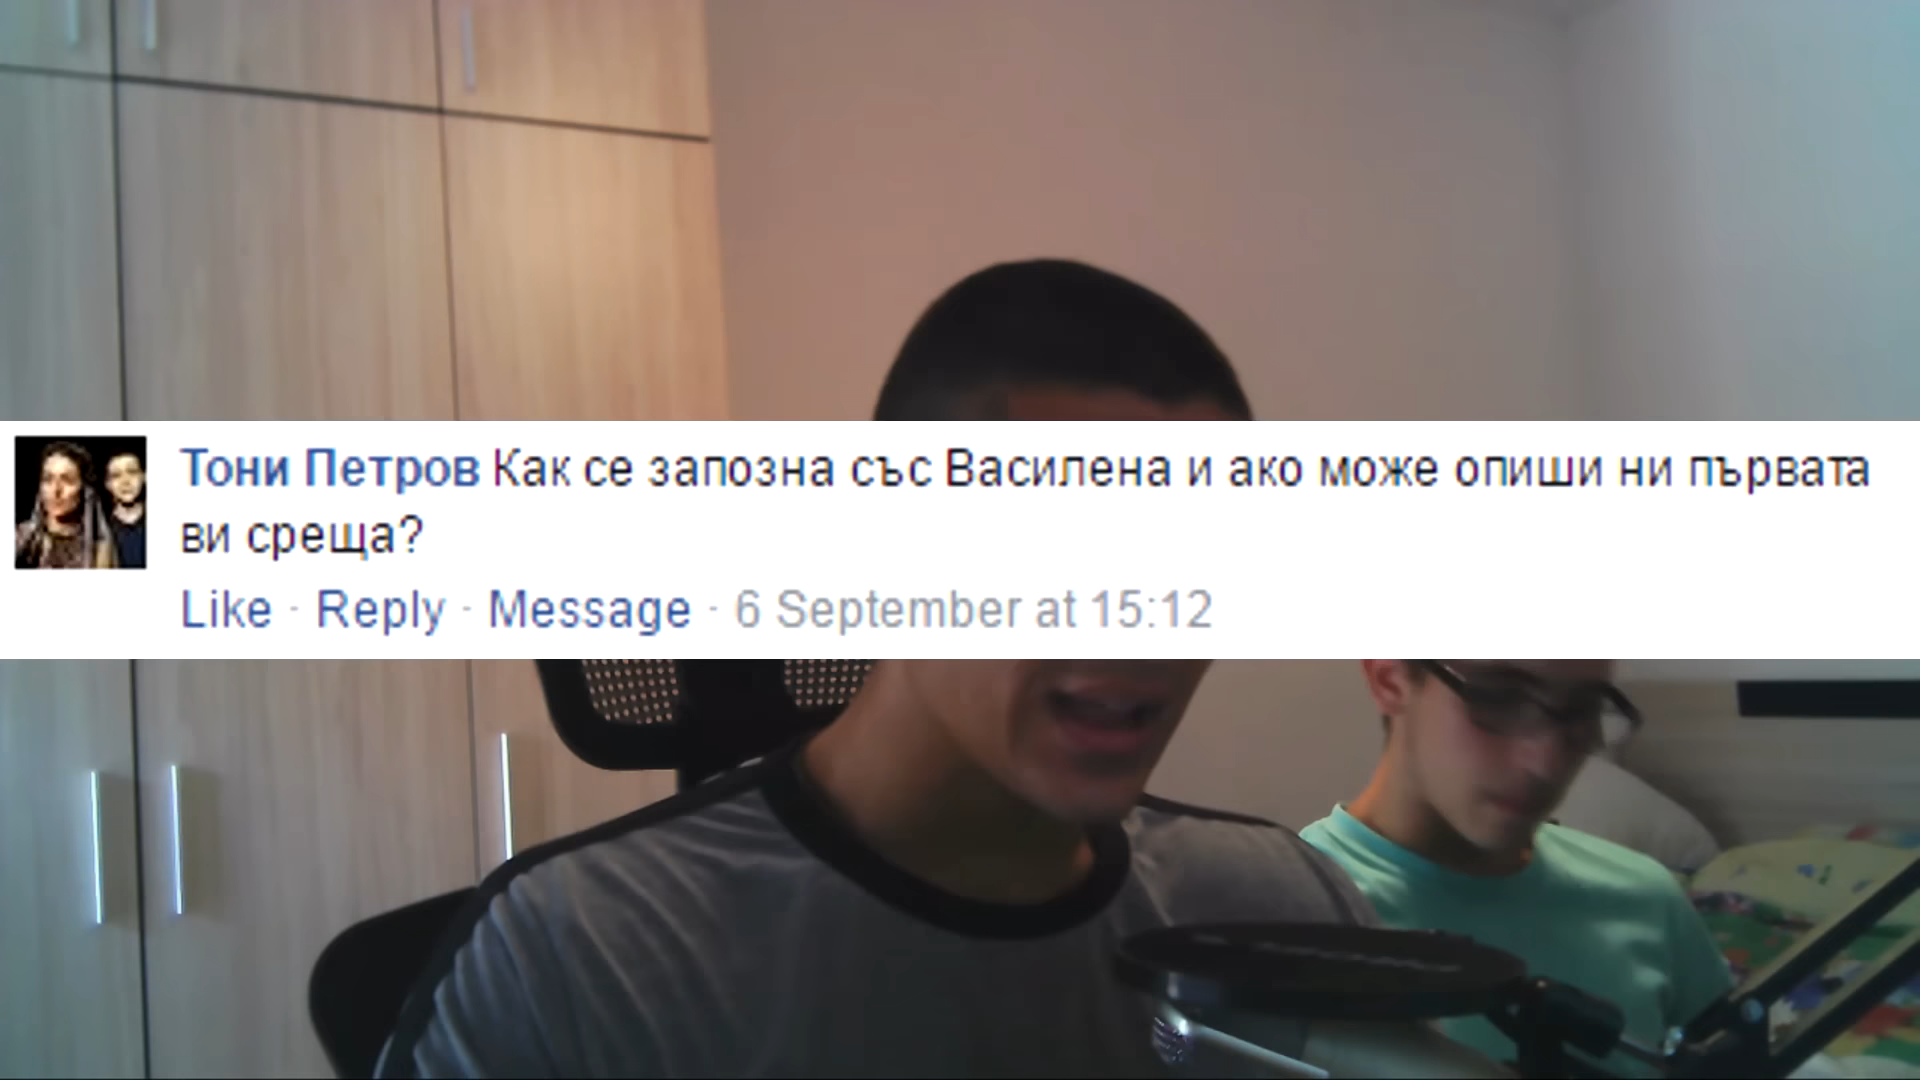 Тони Петров Как се запозна със Василена и ако може опиши ни първата
ви среща?
Like · Reply · Message · 6 September at 15:12